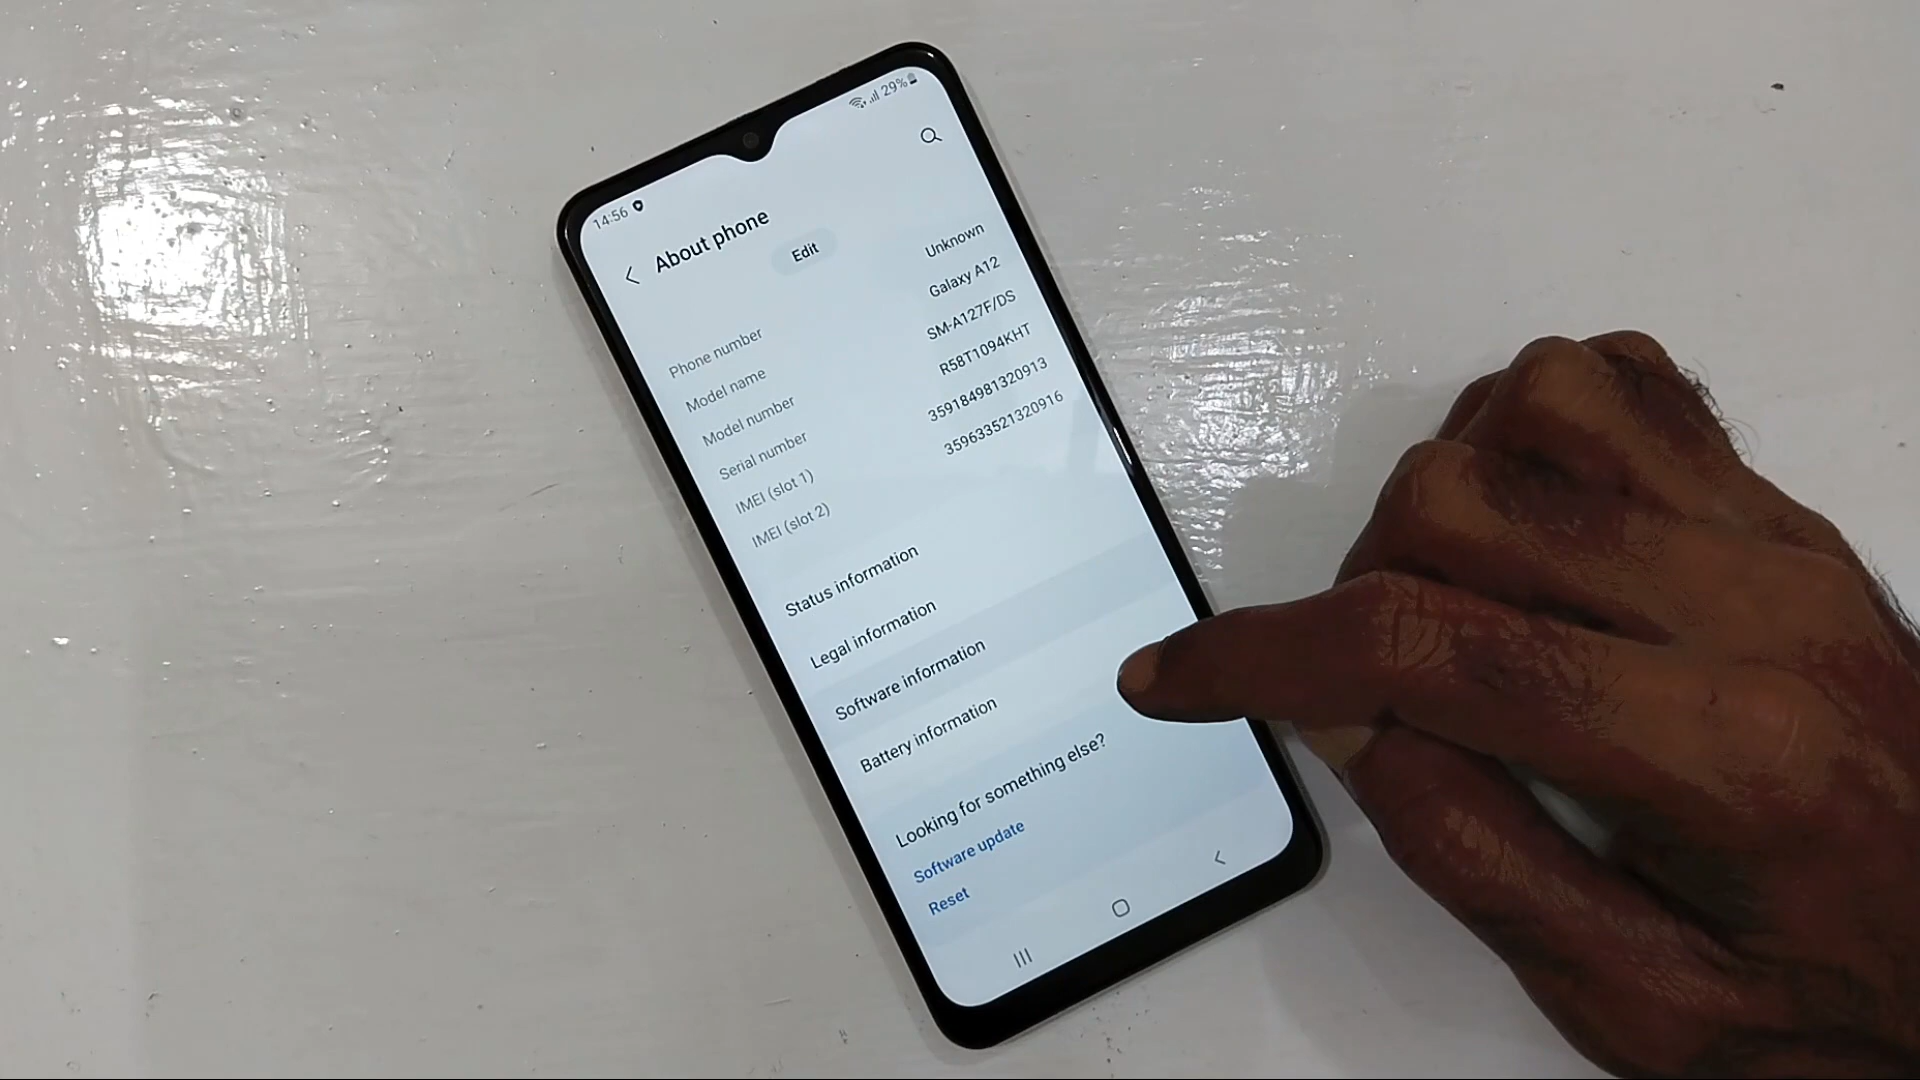 14:56
29%
About phone
Edit
Phone number Unknown
Model name Galaxy A12
Model number SM-A127F/DS
Serial number R58T1094KHT
IMEI (slot 1) 359184981320913
IMEI (slot 2) 359633521320916
Status information
Legal information
Software information
Battery information
Looking for something else?
Software update
Reset